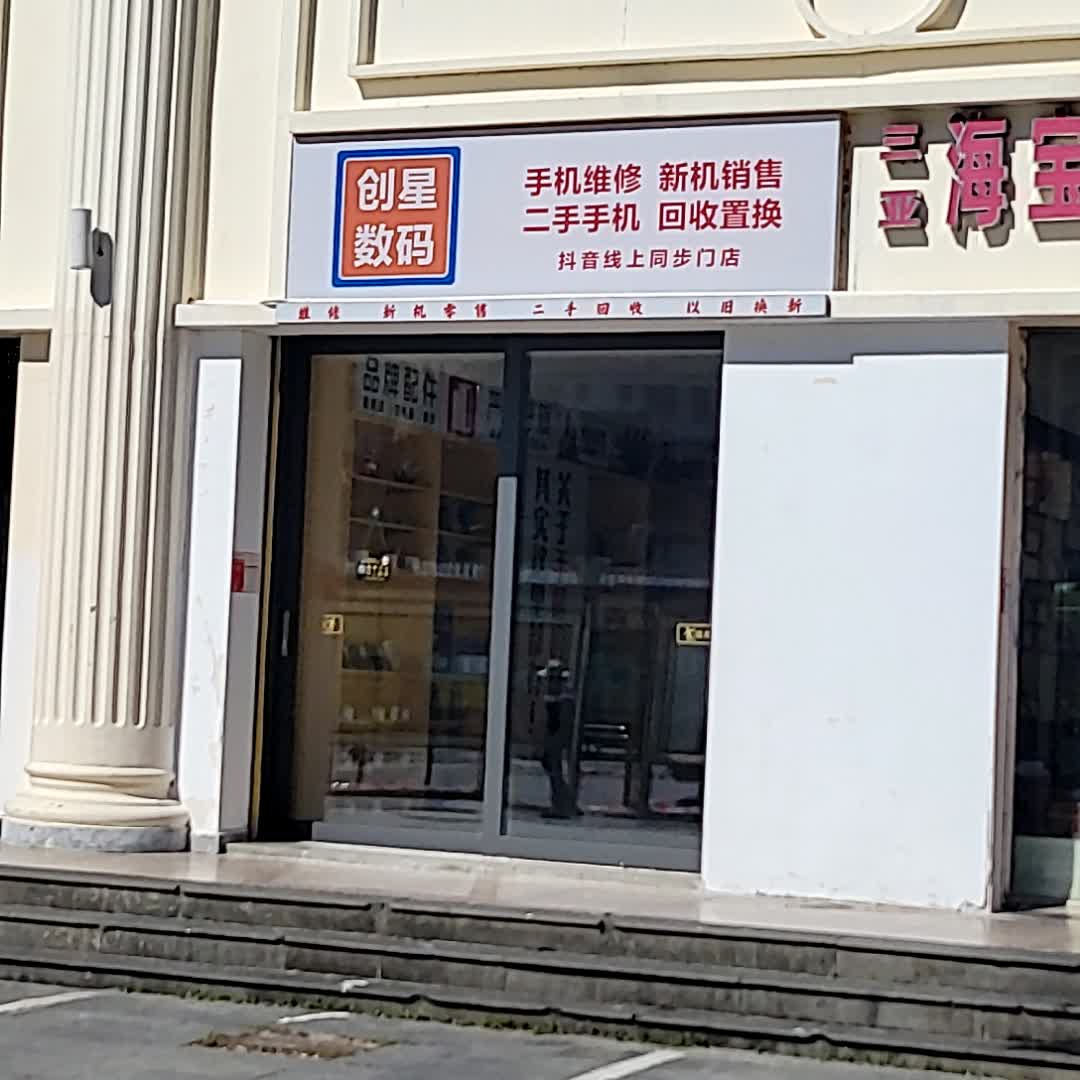 创星
数码
手机维修 新机销售
二手手机 回收置换
抖音线上同步门店
维修 新机零售 二手回收 以旧换新
三亚
海宝
品牌配件